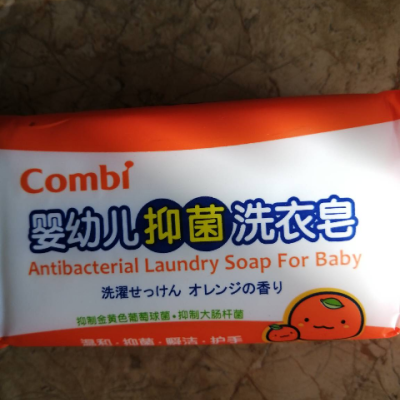 Combi
婴幼儿抑菌洗衣皂
Antibacterial Laundry Soap For Baby
洗濯せっけん オレンジの香り
抑制金黄色葡萄球菌·抑制大肠杆菌
温和·抑菌·瞬洁·护手